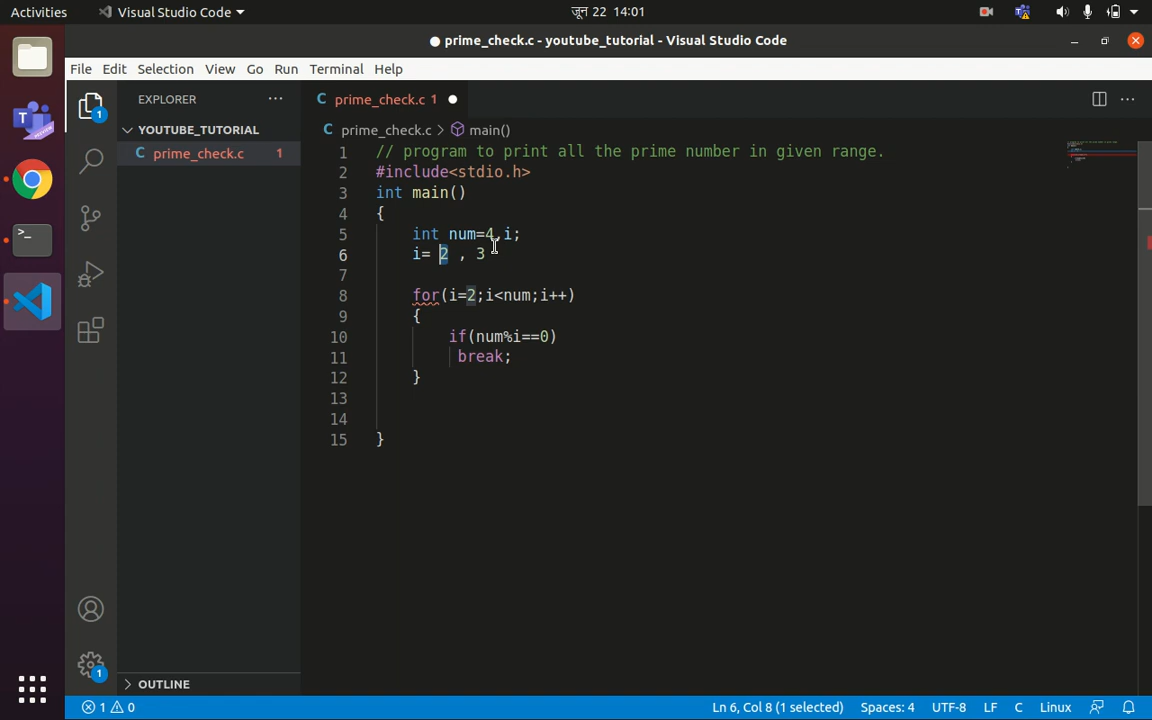 Activities Visual Studio Code जून 22 14:01
prime_check.c - youtube_tutorial - Visual Studio Code
File Edit Selection View Go Run Terminal Help
1 EXPLORER ... C prime_check.c 1
YOUTUBE_TUTORIAL C prime_check.c > main()
C prime_check.c 1
1 // program to print all the prime number in given range.
2 #include<stdio.h>
3 int main()
4 {
5 int num=4,i;
6 i= 2 , 3
7
8 for(i=2;i<num;i++)
9 {
10 if(num%i==0)
11 break;
12 }
13
14
15 }
1
OUTLINE
1 0 Ln 6, Col 8 (1 selected) Spaces: 4 UTF-8 LF C Linux